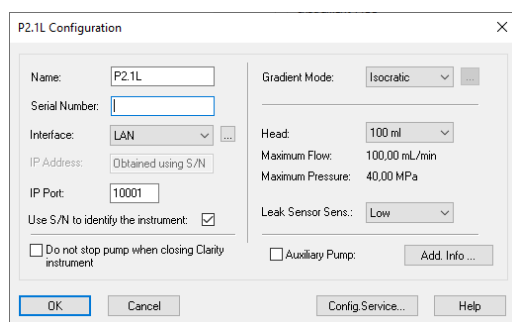 P2.1L Configuration
Name: P2.1L
Serial Number:
Interface: LAN ...
IP Address: Obtained using S/N
IP Port: 10001
Use S/N to identify the instrument:
Do not stop pump when closing Clarity
instrument
Gradient Mode: Isocratic ...
Head: 100 ml
Maximum Flow: 100,00 mL/min
Maximum Pressure: 40,00 MPa
Leak Sensor Sens.: Low
Auxiliary Pump: Add. Info ...
OK Cancel Config.Service... Help